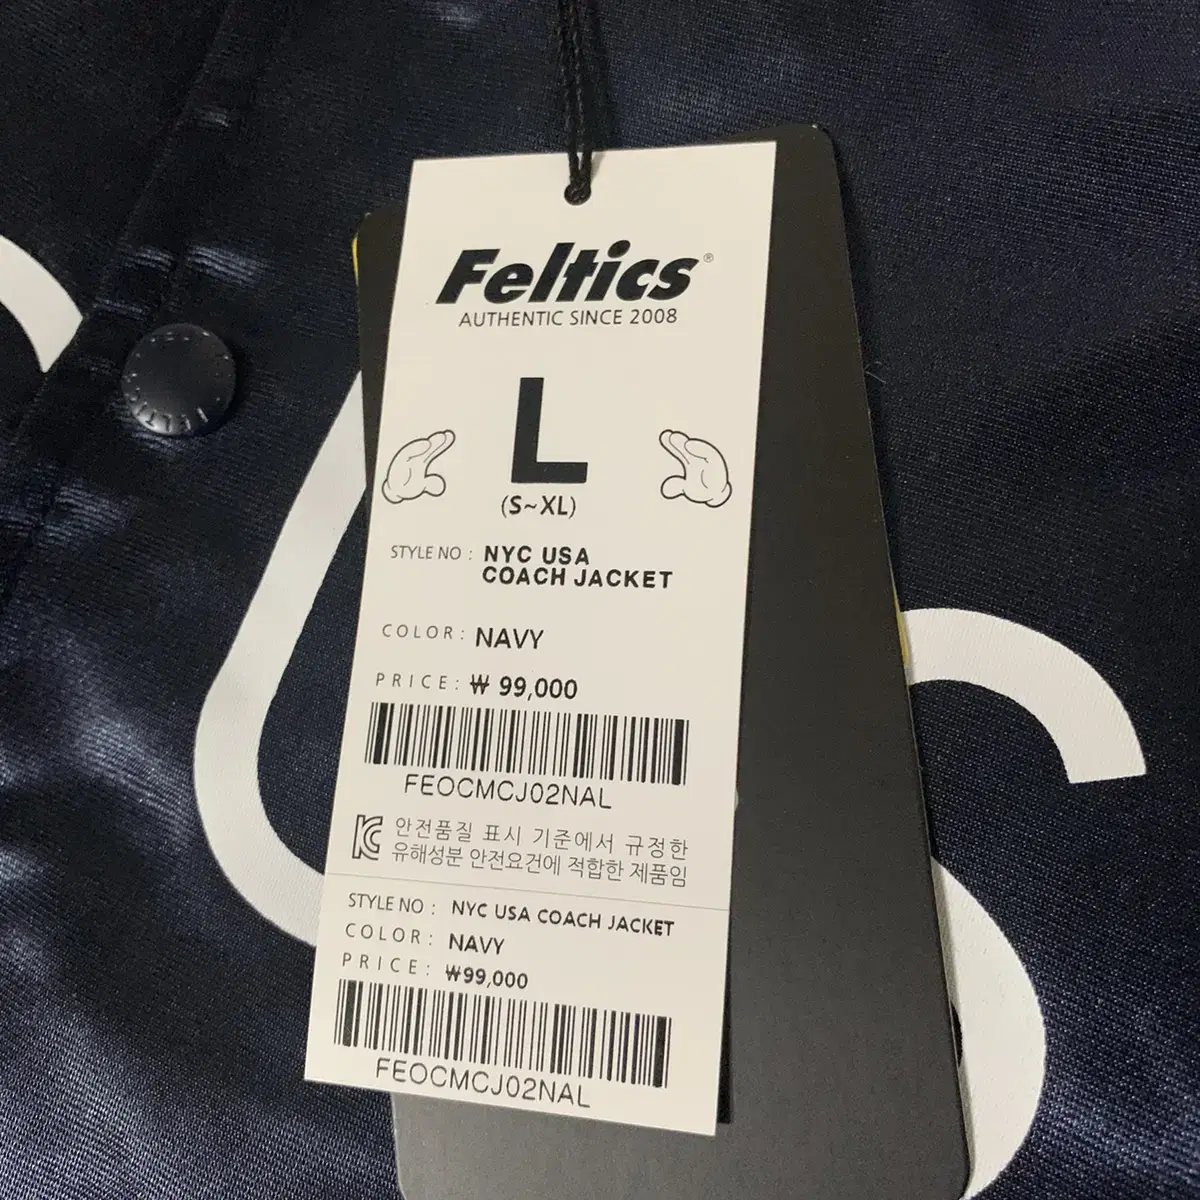 Feltics®
AUTHENTIC SINCE 2008
L
(S~XL)
STYLE NO : NYC USA
COACH JACKET
COLOR: NAVY
PRICE: ₩ 99,000
FEOCMCJ02NAL
안전품질 표시 기준에서 규정한
유해성분 안전요건에 적합한 제품임
STYLE NO : NYC USA COACH JACKET
COLOR: NAVY
PRICE: ₩99,000
FEOCMCJ02NAL